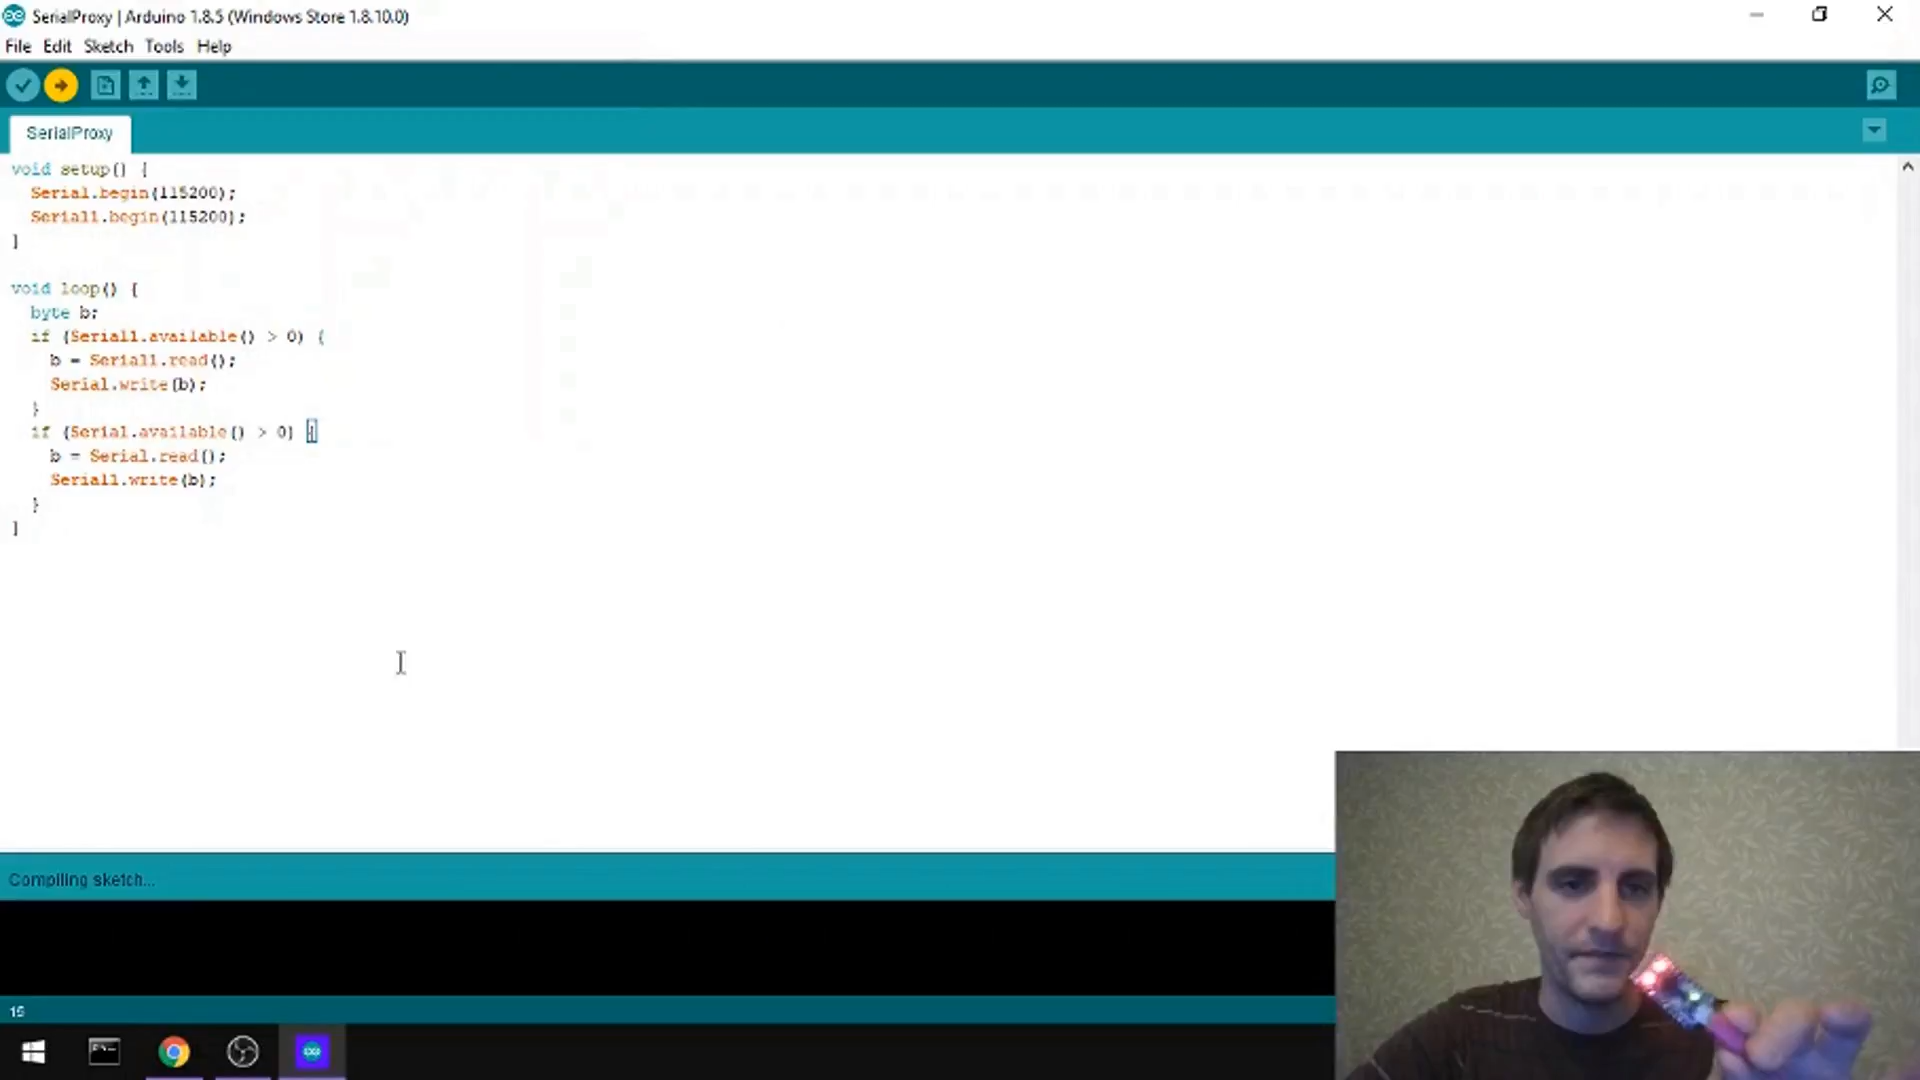 SerialProxy | Arduino 1.8.5 (Windows Store 1.8.10.0)
File Edit Sketch Tools Help
SerialProxy
void setup() {
  Serial.begin(115200);
  Serial1.begin(115200);
}
void loop() {
  byte b;
  if (Serial1.available() > 0) {
    b = Serial1.read();
    Serial.write(b);
  }
  if (Serial.available() > 0) {
    b = Serial.read();
    Serial1.write(b);
  }
}
Compiling sketch...
15